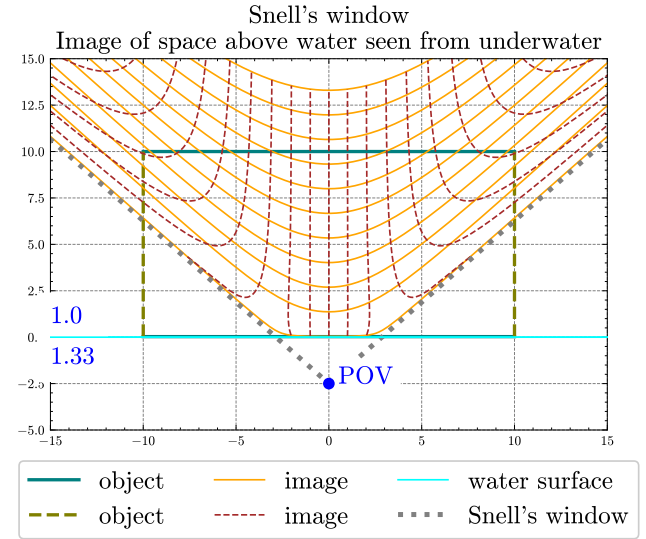 Snell's window
Image of space above water seen from underwater
15.0
12.5
10.0
7.5
5.0
2.5
0.
−2.5
−5.0
1.0
1.33
POV
−15 −10 −5 0 5 10 15
object image water surface
object image Snell's window